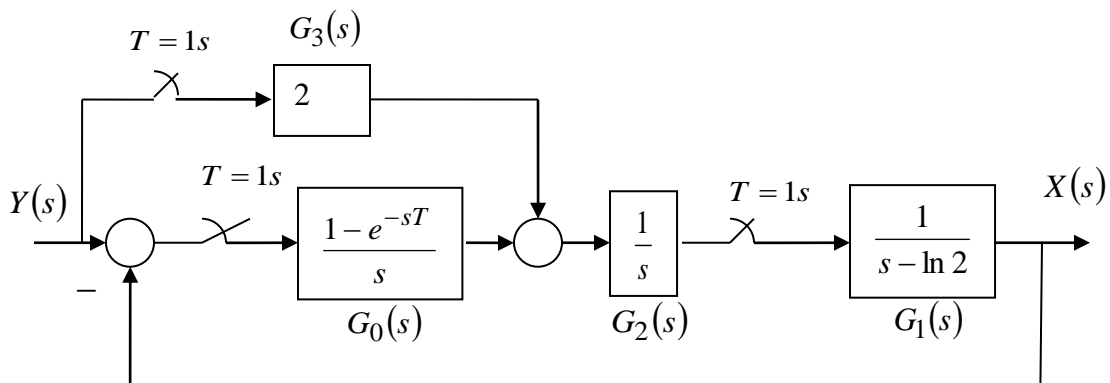 G₃(s)
T = 1s
2
T = 1s
Y(s)
1 − e^{−sT}
s
−
G₀(s)
1
s
G₂(s)
T = 1s
1
s − ln 2
G₁(s)
X(s)